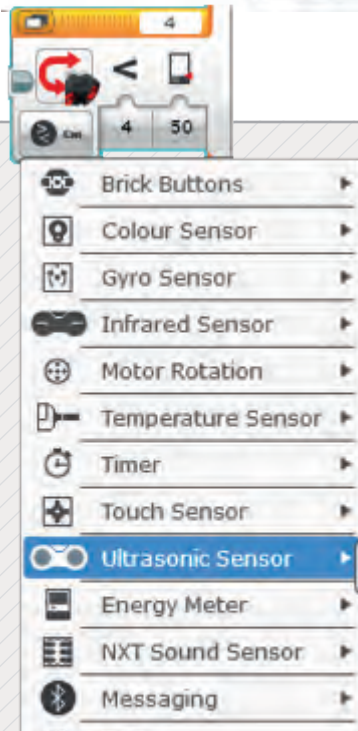 4
<
cm 4 50
Brick Buttons
Colour Sensor
Gyro Sensor
Infrared Sensor
Motor Rotation
Temperature Sensor
Timer
Touch Sensor
Ultrasonic Sensor
Energy Meter
NXT Sound Sensor
Messaging